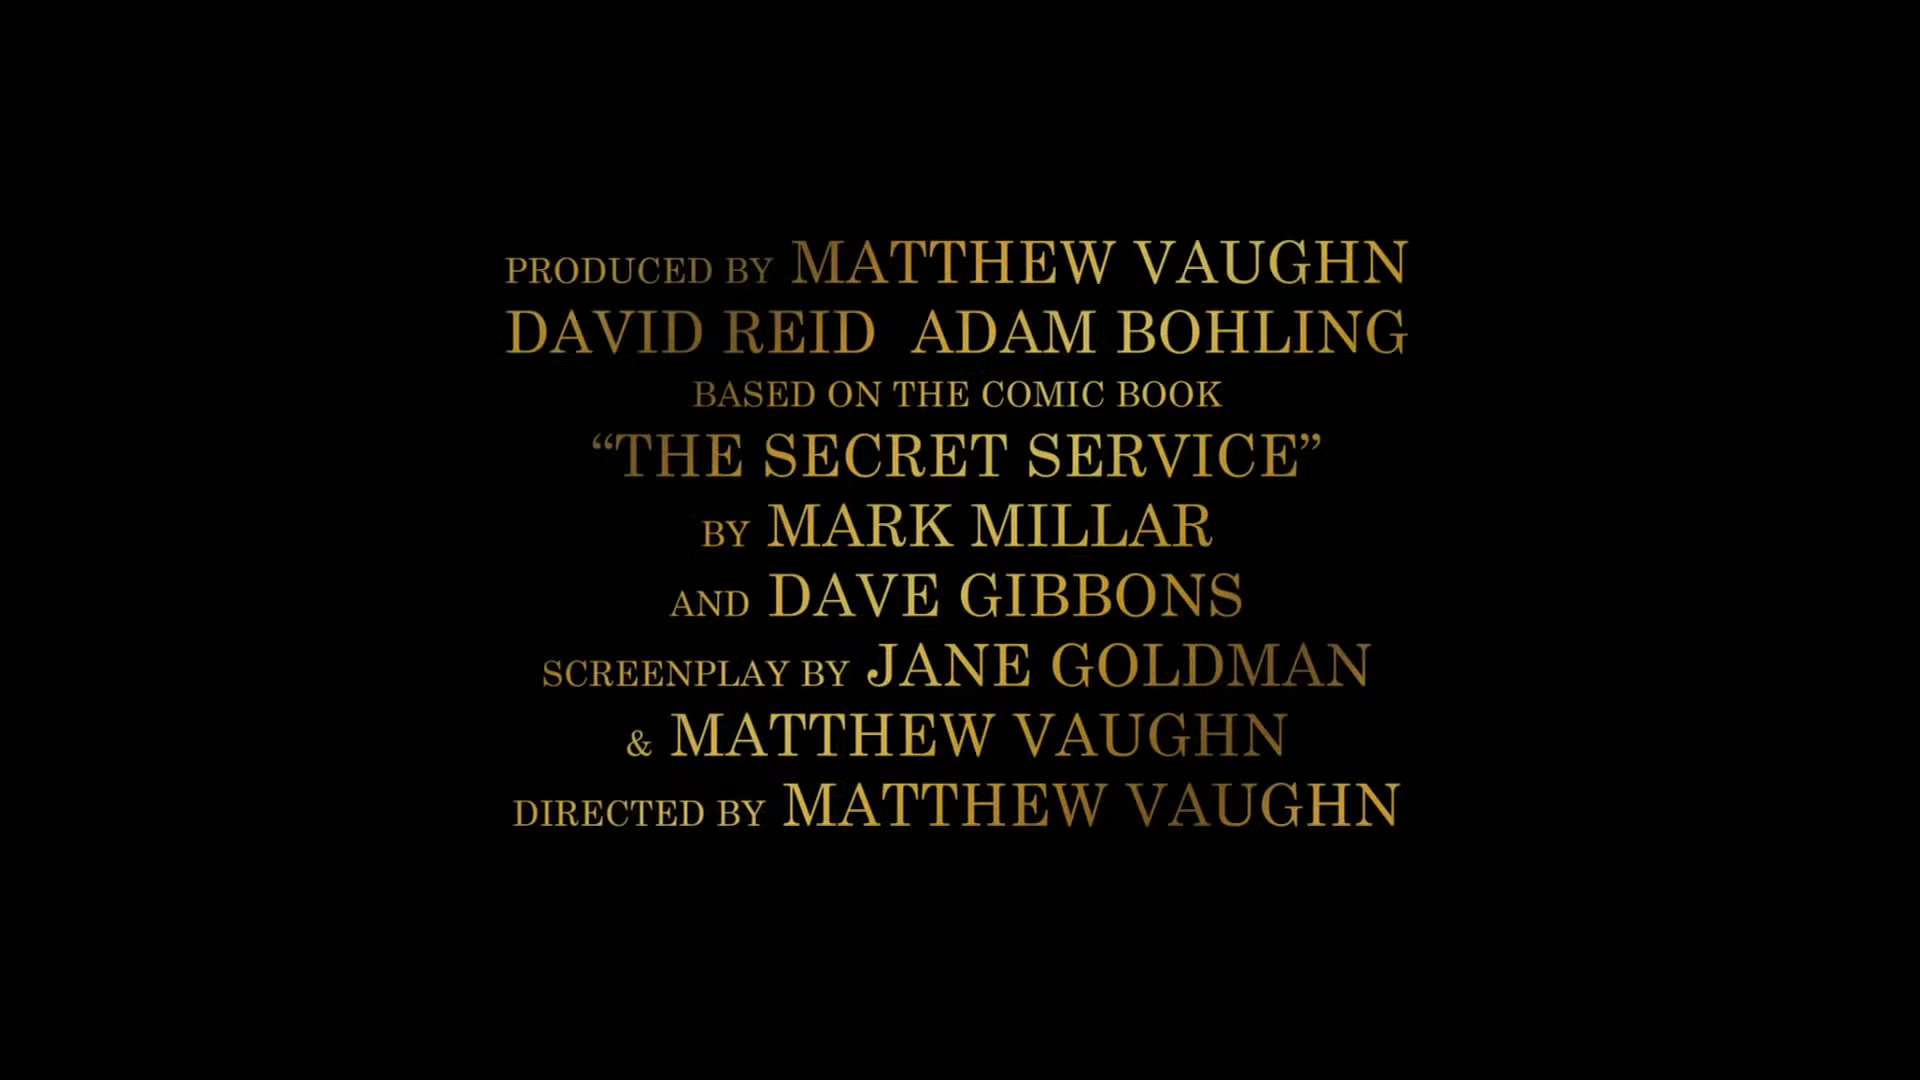 PRODUCED BY MATTHEW VAUGHN
DAVID REID ADAM BOHLING
BASED ON THE COMIC BOOK
“THE SECRET SERVICE”
BY MARK MILLAR
AND DAVE GIBBONS
SCREENPLAY BY JANE GOLDMAN
& MATTHEW VAUGHN
DIRECTED BY MATTHEW VAUGHN